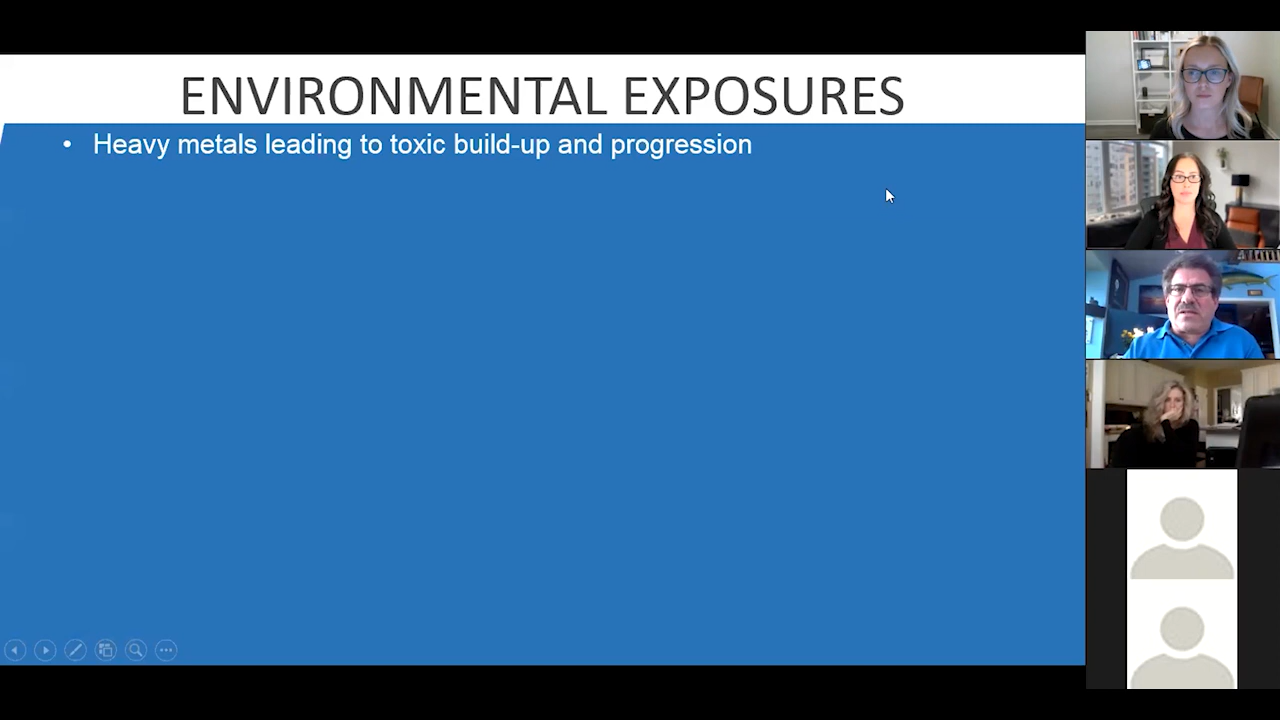 ENVIRONMENTAL EXPOSURES
• Heavy metals leading to toxic build-up and progression